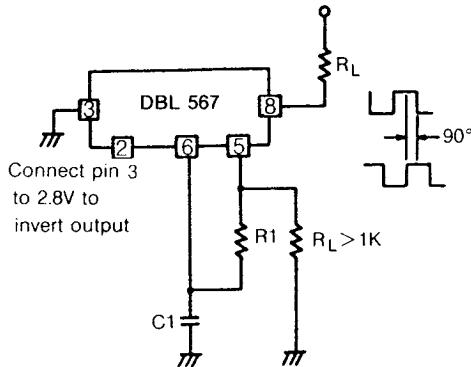 R_L
DBL 567
3
8
2
6
5
90°
Connect pin 3
to 2.8V to
invert output
R1
R_L>1K
C1